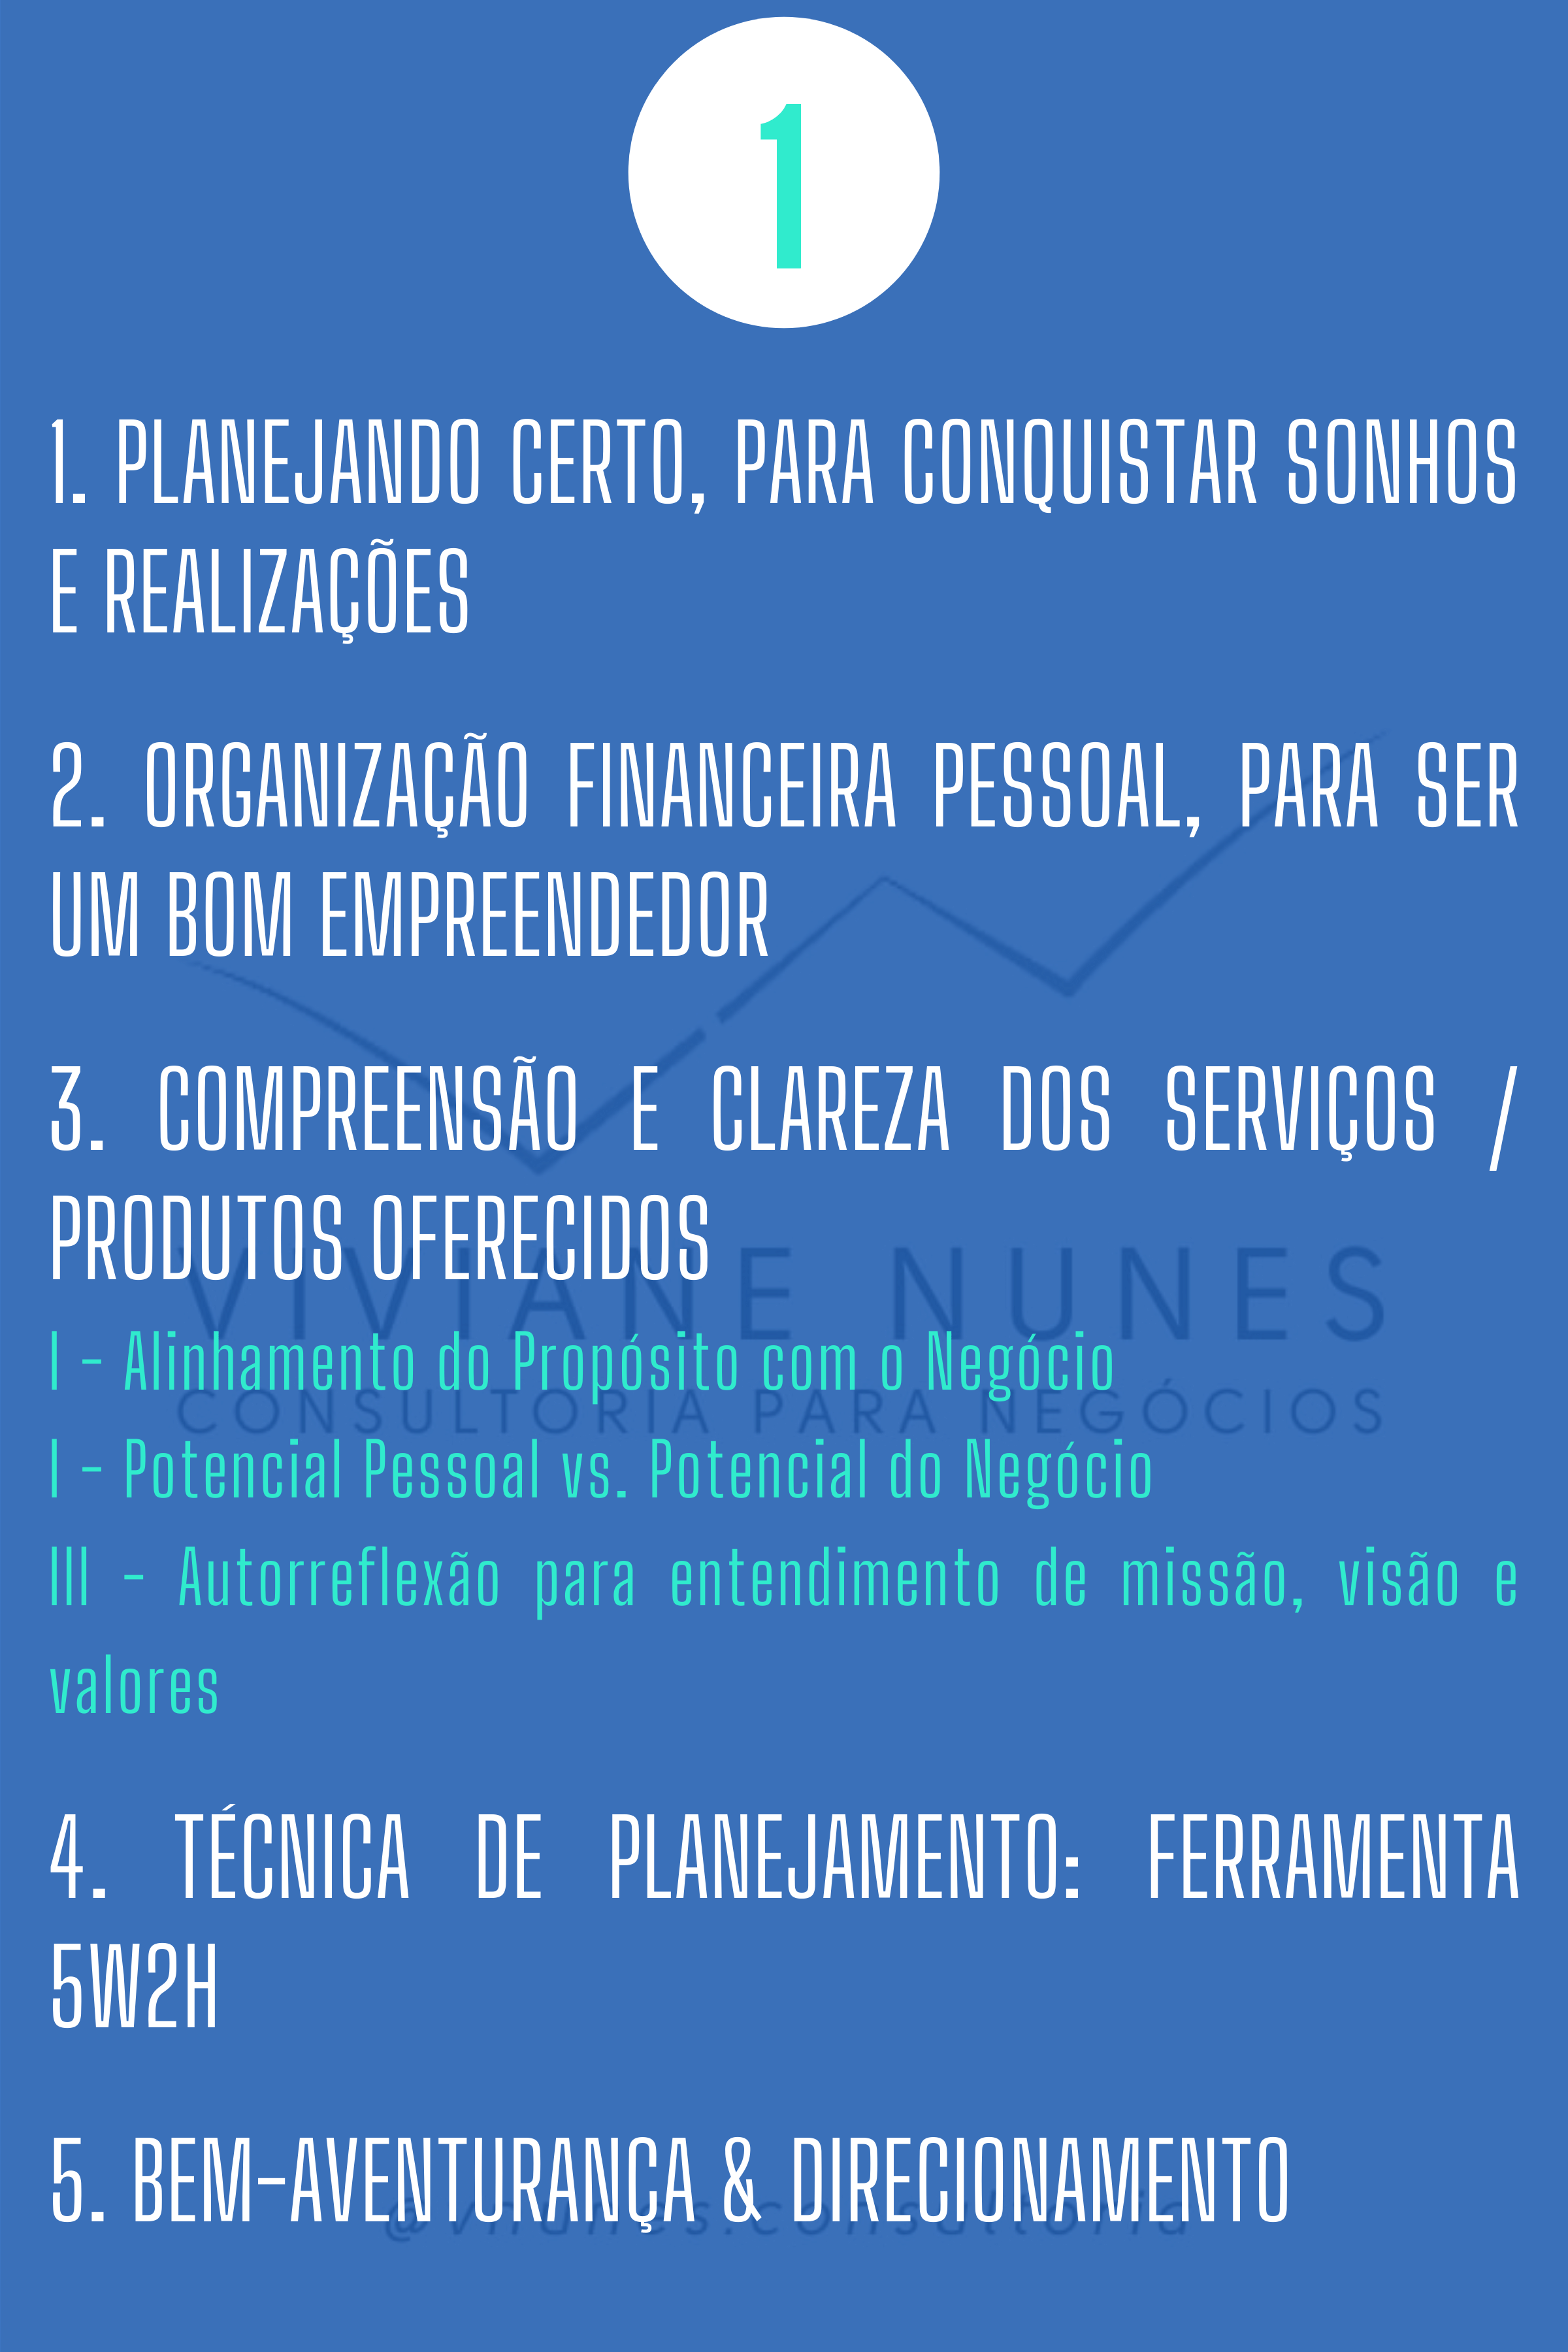 1
1. PLANEJANDO CERTO, PARA CONQUISTAR SONHOS
E REALIZAÇÕES
2. ORGANIZAÇÃO FINANCEIRA PESSOAL, PARA SER
UM BOM EMPREENDEDOR
3. COMPREENSÃO E CLAREZA DOS SERVIÇOS /
PRODUTOS OFERECIDOS
VIVIANE NUNES
I - Alinhamento do Propósito com o Negócio
CONSULTORIA PARA NEGÓCIOS
I - Potencial Pessoal vs. Potencial do Negócio
III - Autorreflexão para entendimento de missão, visão e
valores
4. TÉCNICA DE PLANEJAMENTO: FERRAMENTA
5W2H
5. BEM-AVENTURANÇA & DIRECIONAMENTO
@vnunes.consultoria